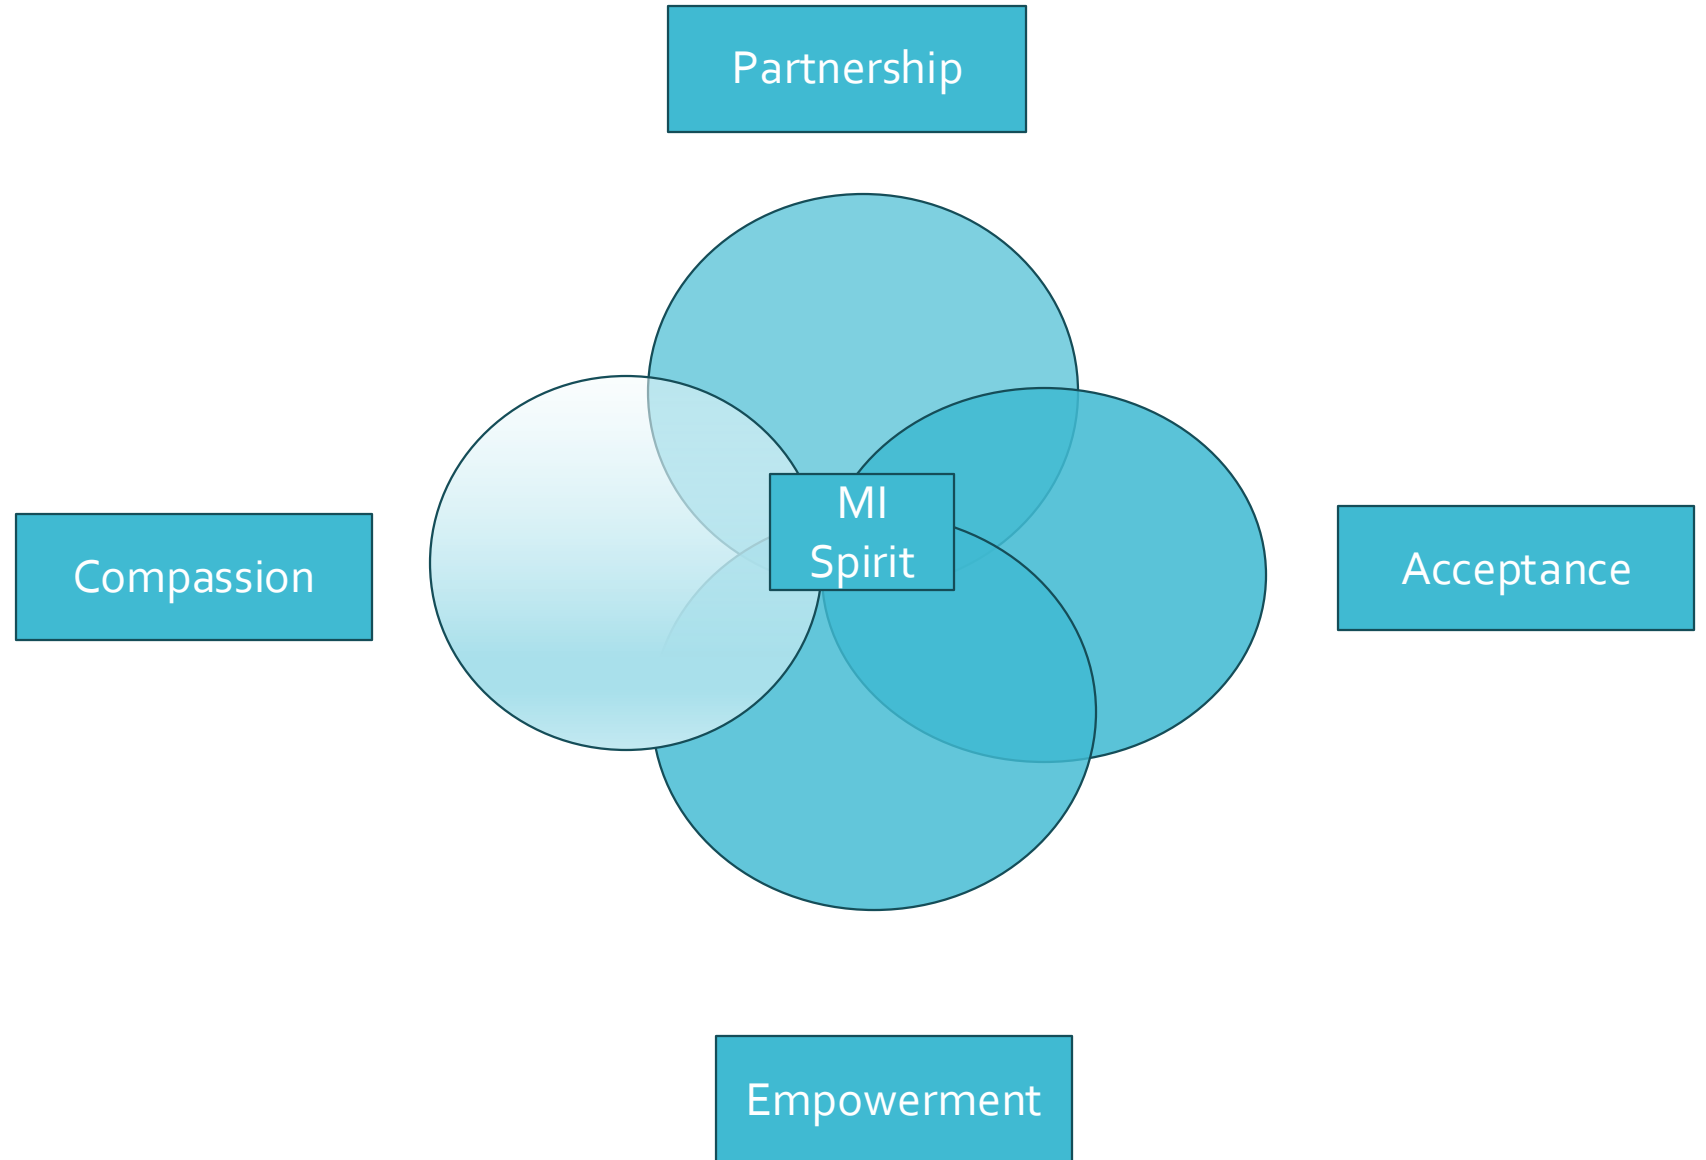 Partnership
MI
Spirit
Compassion
Acceptance
Empowerment